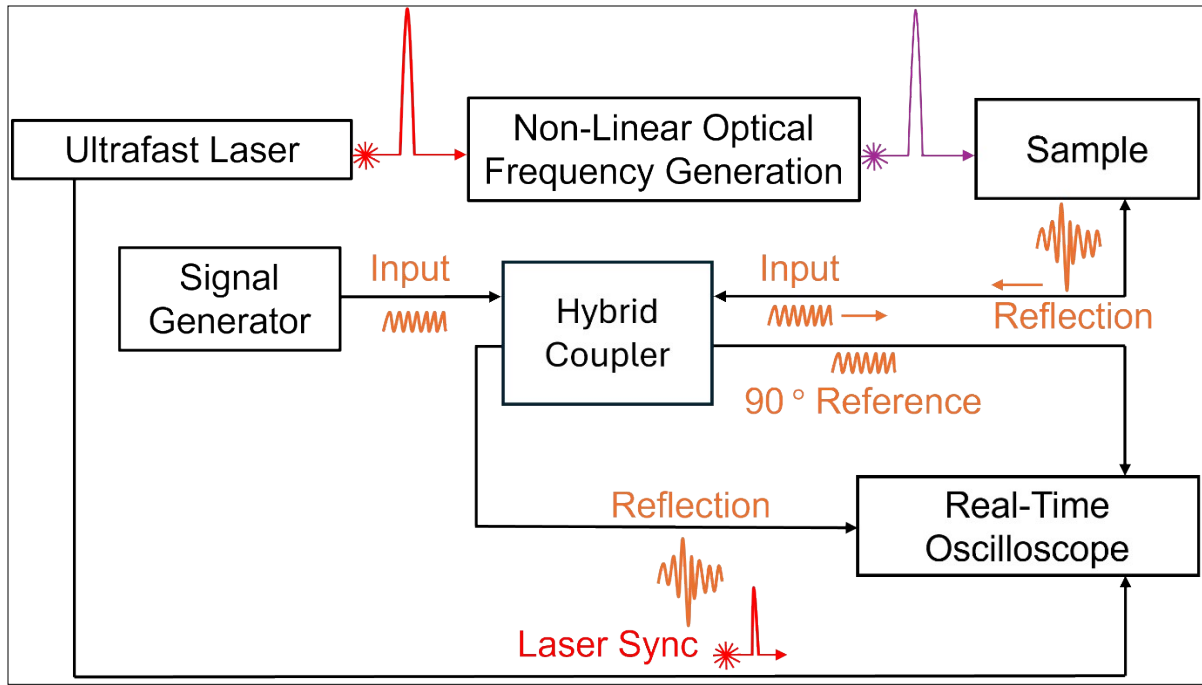 Ultrafast Laser
Non-Linear Optical
Frequency Generation
Sample
Signal
Generator
Input
Hybrid
Coupler
Input
Reflection
90 ° Reference
Reflection
Real-Time
Oscilloscope
Laser Sync